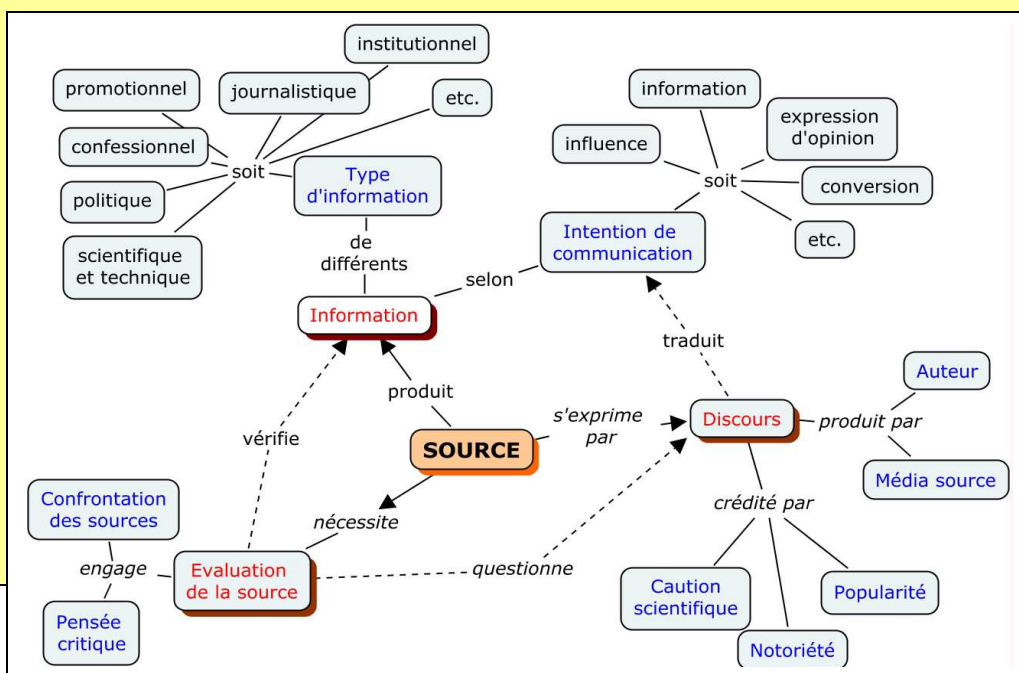 institutionnel
promotionnel
journalistique
etc.
confessionnel
soit
politique
scientifique
et technique
Type
d'information
de
différents
information
expression
d'opinion
influence
soit
conversion
etc.
Intention de
communication
selon
Information
traduit
produit
vérifie
SOURCE
s'exprime
par
Discours
Auteur
produit par
Média source
crédité par
Confrontation
des sources
nécessite
engage
Evaluation
de la source
questionne
Pensée
critique
Caution
scientifique
Popularité
Notoriété